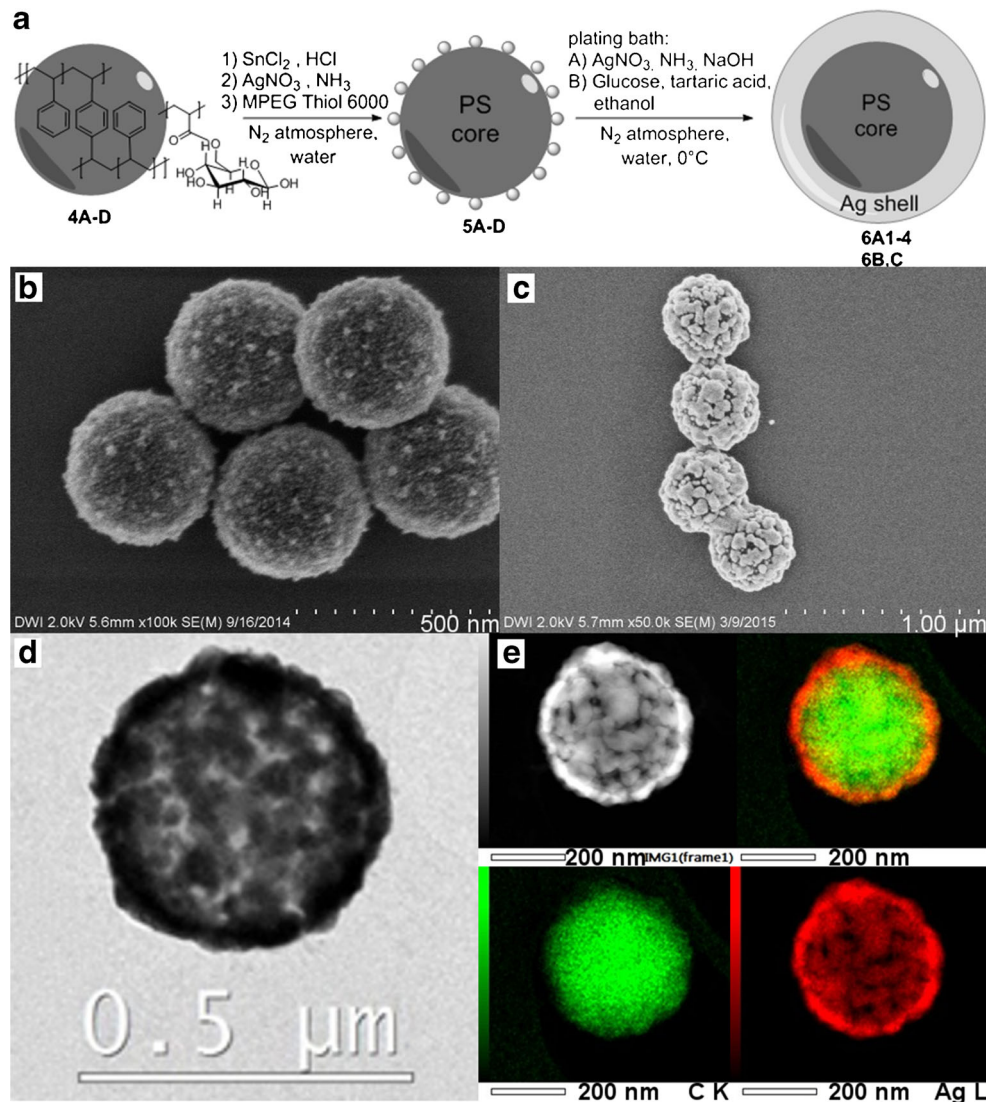 a
1) SnCl2 , HCl
2) AgNO3 , NH3
3) MPEG Thiol 6000
N2 atmosphere,
water
O
H
O
HO
HO
H
H
OH
H
O
OH
H
4A-D
PS
core
5A-D
plating bath:
A) AgNO3, NH3, NaOH
B) Glucose, tartaric acid,
ethanol
N2 atmosphere,
water, 0°C
PS
core
Ag shell
6A1-4
6B,C
b
DWI 2.0kV 5.6mm x100k SE(M) 9/16/2014
500 nm
c
DWI 2.0kV 5.7mm x50.0k SE(M) 3/9/2015
1.00 µm
d
0.5 µm
e
200 nm IMG1(frame1)
200 nm
200 nm C K
200 nm Ag L